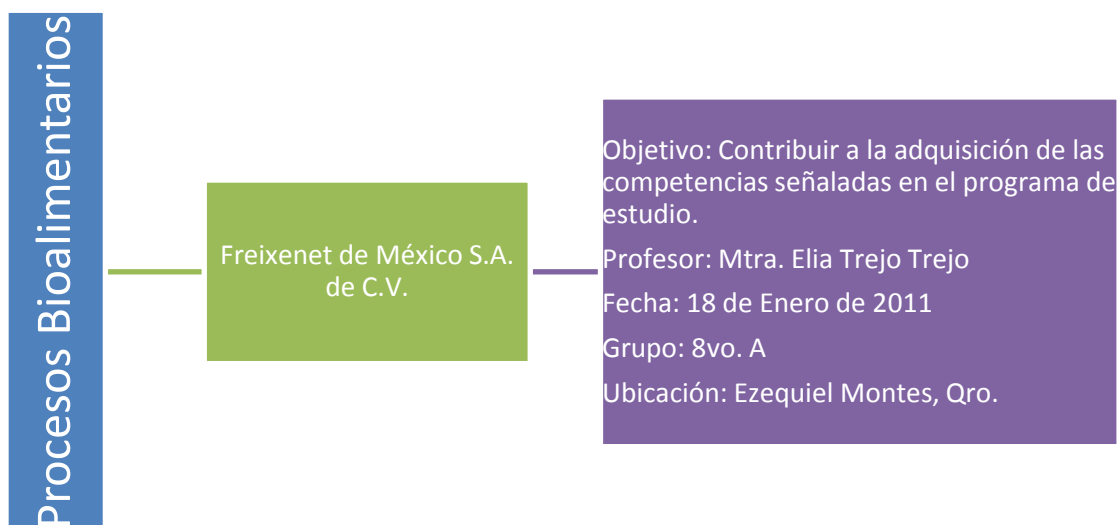 Procesos Bioalimentarios
Freixenet de México S.A.
de C.V.
Objetivo: Contribuir a la adquisición de las
competencias señaladas en el programa de
estudio.
Profesor: Mtra. Elia Trejo Trejo
Fecha: 18 de Enero de 2011
Grupo: 8vo. A
Ubicación: Ezequiel Montes, Qro.